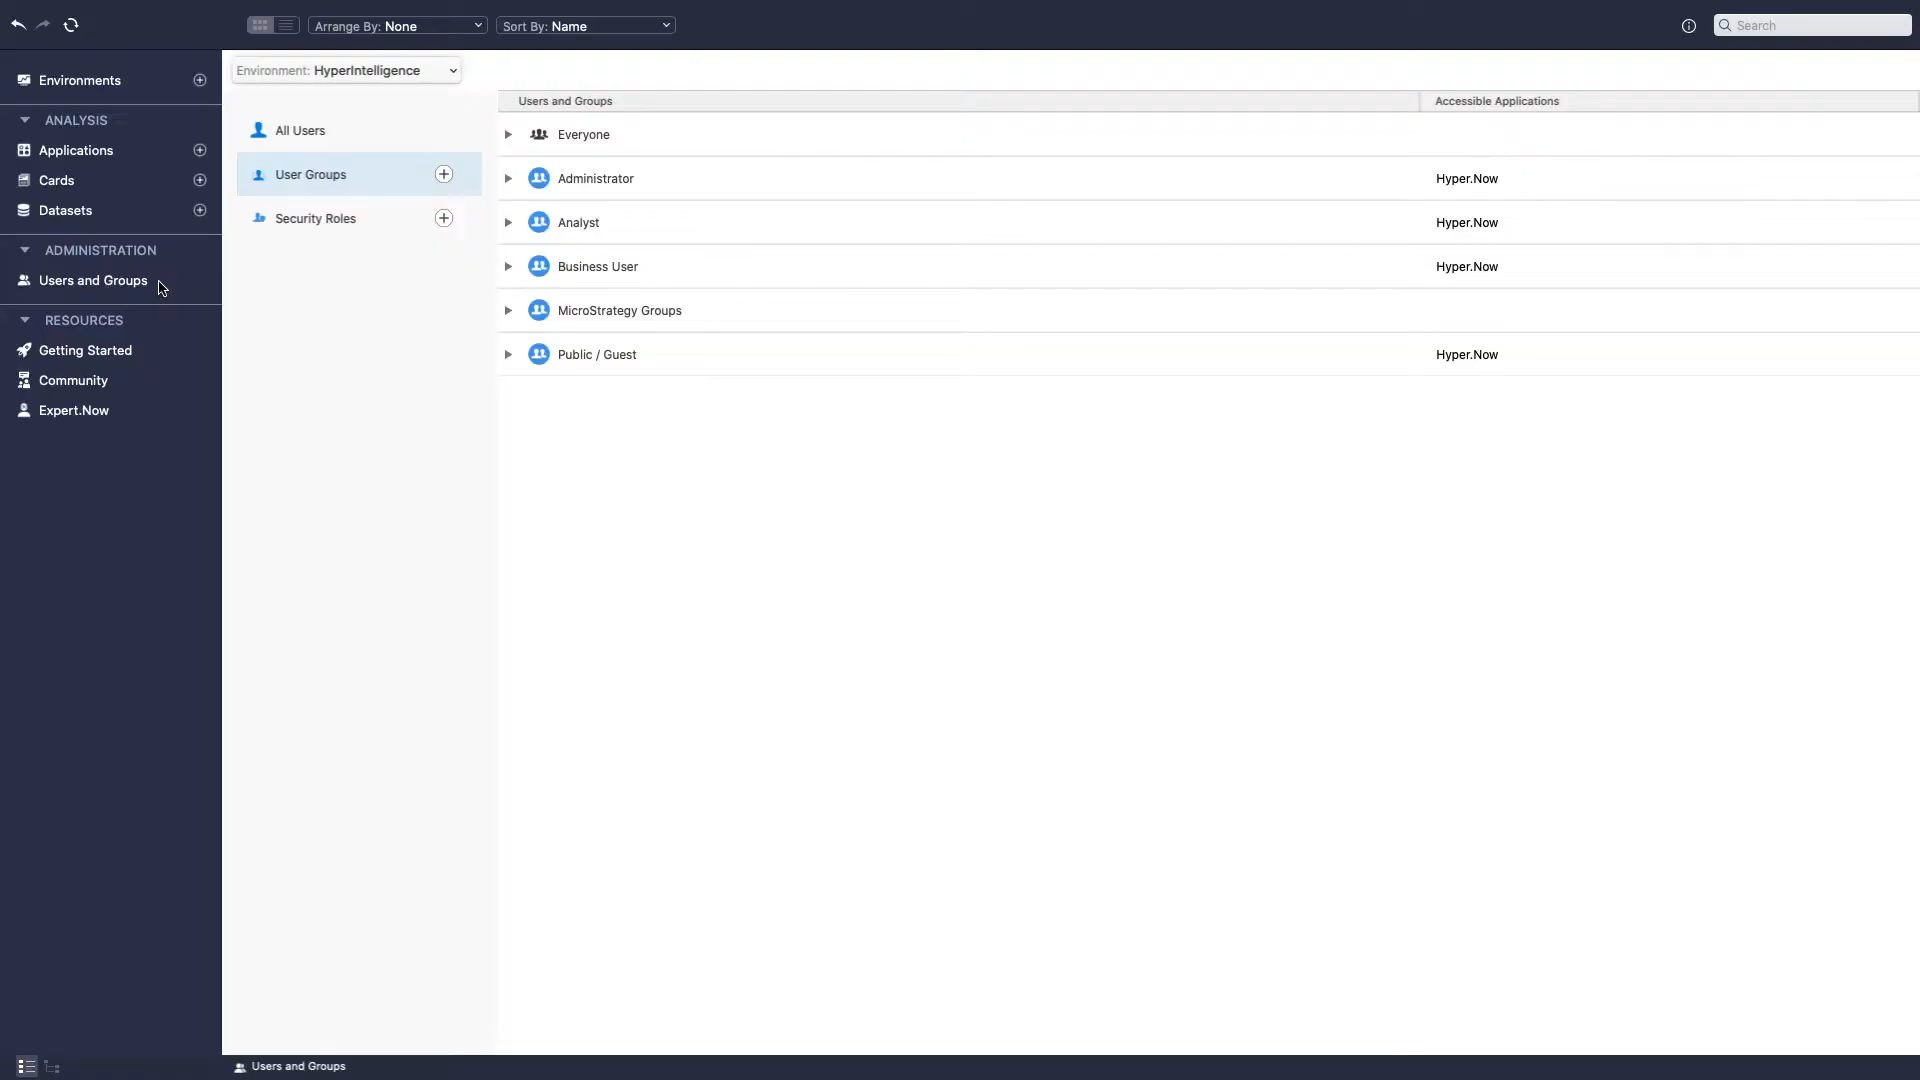 Arrange By: None
Sort By: Name
Search
Environments
ANALYSIS
Applications
Cards
Datasets
ADMINISTRATION
Users and Groups
RESOURCES
Getting Started
Community
Expert.Now
Environment: HyperIntelligence
All Users
User Groups
Security Roles
Users and Groups Accessible Applications
Everyone
Administrator Hyper.Now
Analyst Hyper.Now
Business User Hyper.Now
MicroStrategy Groups
Public / Guest Hyper.Now
Users and Groups